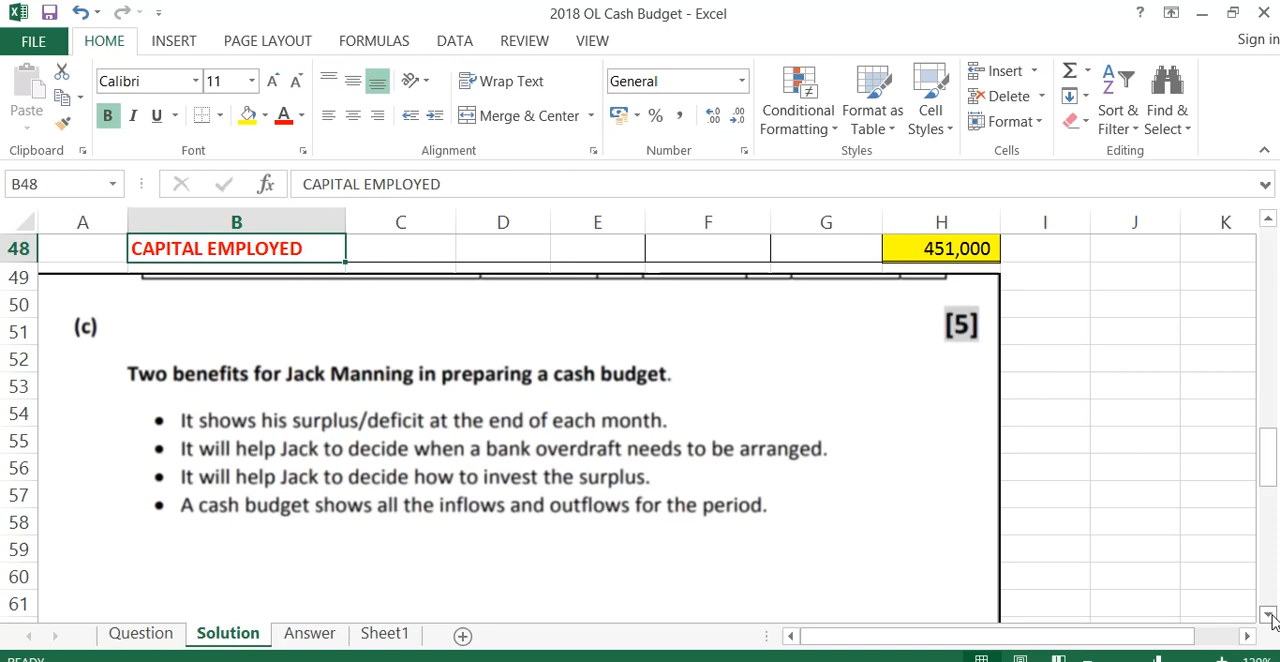 2018 OL Cash Budget - Excel
FILE HOME INSERT PAGE LAYOUT FORMULAS DATA REVIEW VIEW Sign in
Paste
Calibri 11
B I U
A A A
Wrap Text
Merge & Center
General
% ,
Conditional Formatting
Format as Table
Cell Styles
Insert
Delete
Format
Sort & Filter
Find & Select
Clipboard Font Alignment Number Styles Cells Editing
B48 fx CAPITAL EMPLOYED
A B C D E F G H I J K
48 CAPITAL EMPLOYED 451,000
49
50
51 (c) [5]
52
53 Two benefits for Jack Manning in preparing a cash budget.
54
55 • It shows his surplus/deficit at the end of each month.
56 • It will help Jack to decide when a bank overdraft needs to be arranged.
57 • It will help Jack to decide how to invest the surplus.
58 • A cash budget shows all the inflows and outflows for the period.
59
60
61
Question Solution Answer Sheet1
READY 120%